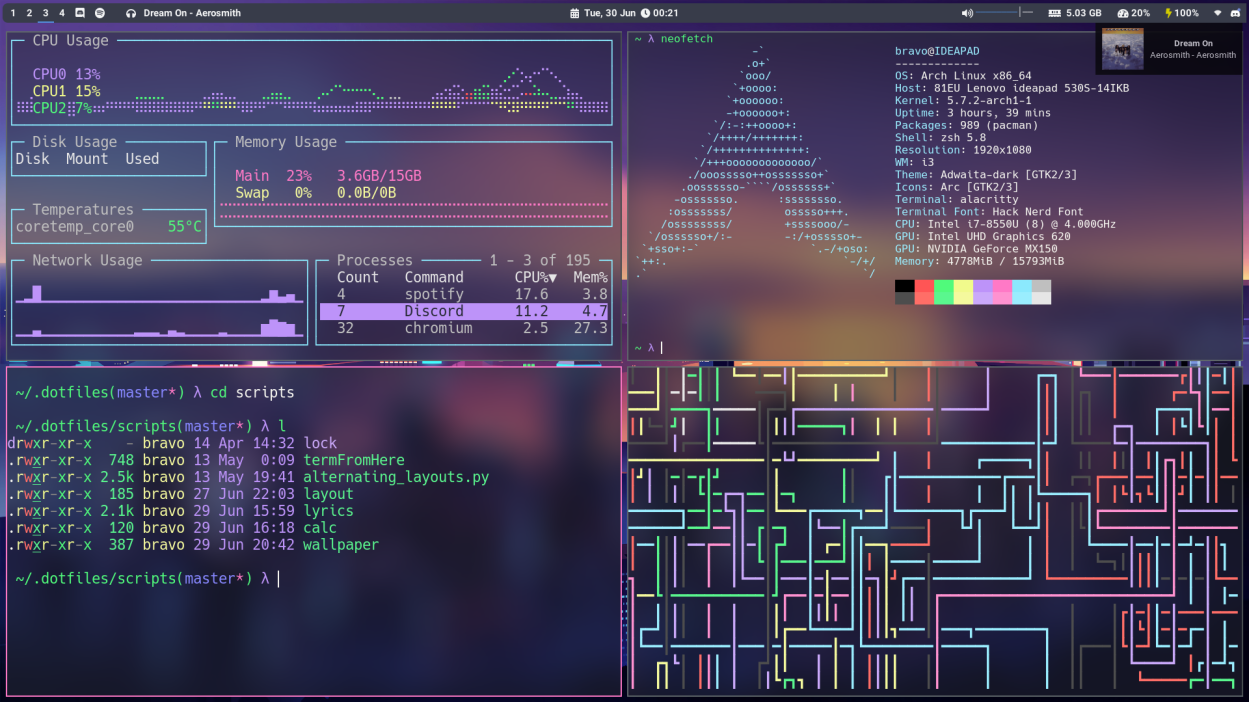 1 2 3 4 Dream On - Aerosmith Tue, 30 Jun 00:21 5.03 GB 20% 100%
CPU Usage
CPU0 13%
CPU1 15%
CPU2 7%
Disk Usage
Disk Mount Used
Memory Usage
Main 23% 3.6GB/15GB
Swap 0% 0.0B/0B
Temperatures
coretemp_core0 55°C
Network Usage
Processes 1 - 3 of 195
Count Command CPU%▼ Mem%
4 spotify 17.6 3.8
7 Discord 11.2 4.7
32 chromium 2.5 27.3
~ λ neofetch
Dream On
Aerosmith - Aerosmith
bravo@IDEAPAD
-------------
OS: Arch Linux x86_64
Host: 81EU Lenovo ideapad 530S-14IKB
Kernel: 5.7.2-arch1-1
Uptime: 3 hours, 39 mins
Packages: 989 (pacman)
Shell: zsh 5.8
Resolution: 1920x1080
WM: i3
Theme: Adwaita-dark [GTK2/3]
Icons: Arc [GTK2/3]
Terminal: alacritty
Terminal Font: Hack Nerd Font
CPU: Intel i7-8550U (8) @ 4.000GHz
GPU: Intel UHD Graphics 620
GPU: NVIDIA GeForce MX150
Memory: 4778MiB / 15793MiB
~ λ
~/.dotfiles(master*) λ cd scripts
~/.dotfiles/scripts(master*) λ l
drwxr-xr-x - bravo 14 Apr 14:32 lock
.rwxr-xr-x 748 bravo 13 May 0:09 termFromHere
.rwxr-xr-x 2.5k bravo 13 May 19:41 alternating_layouts.py
.rwxr-xr-x 185 bravo 27 Jun 22:03 layout
.rwxr-xr-x 2.1k bravo 29 Jun 15:59 lyrics
.rwxr-xr-x 120 bravo 29 Jun 16:18 calc
.rwxr-xr-x 387 bravo 29 Jun 20:42 wallpaper
~/.dotfiles/scripts(master*) λ